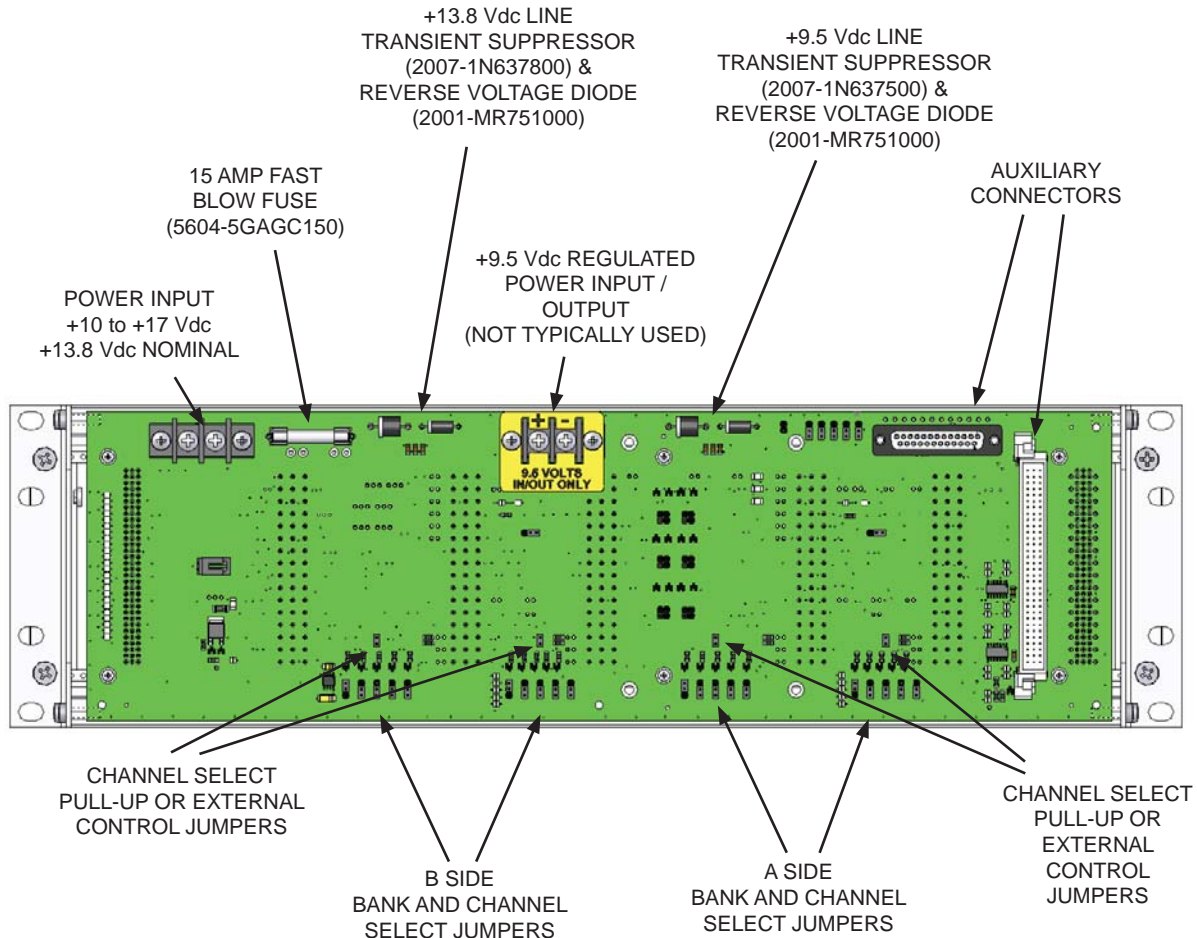 +13.8 Vdc LINE
TRANSIENT SUPPRESSOR
(2007-1N637800) &
REVERSE VOLTAGE DIODE
(2001-MR751000)
+9.5 Vdc LINE
TRANSIENT SUPPRESSOR
(2007-1N637500) &
REVERSE VOLTAGE DIODE
(2001-MR751000)
15 AMP FAST
BLOW FUSE
(5604-5GAGC150)
AUXILIARY
CONNECTORS
+9.5 Vdc REGULATED
POWER INPUT /
OUTPUT
(NOT TYPICALLY USED)
POWER INPUT
+10 to +17 Vdc
+13.8 Vdc NOMINAL
+ -
9.5 VOLTS
IN/OUT ONLY
CHANNEL SELECT
PULL-UP OR EXTERNAL
CONTROL JUMPERS
B SIDE
BANK AND CHANNEL
SELECT JUMPERS
A SIDE
BANK AND CHANNEL
SELECT JUMPERS
CHANNEL SELECT
PULL-UP OR
EXTERNAL
CONTROL
JUMPERS